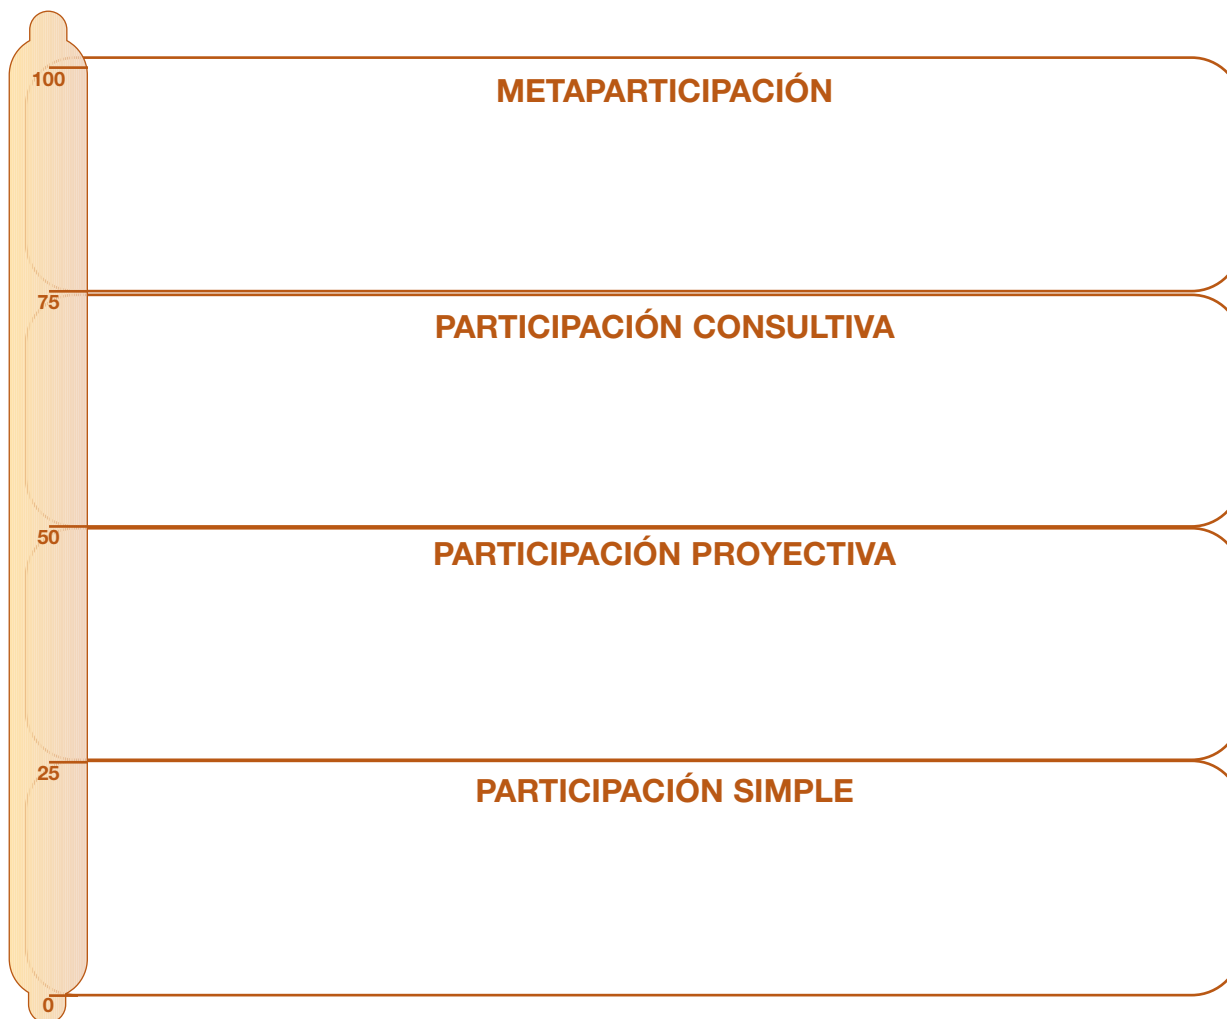 100
METAPARTICIPACIÓN
75
PARTICIPACIÓN CONSULTIVA
50
PARTICIPACIÓN PROYECTIVA
25
PARTICIPACIÓN SIMPLE
0